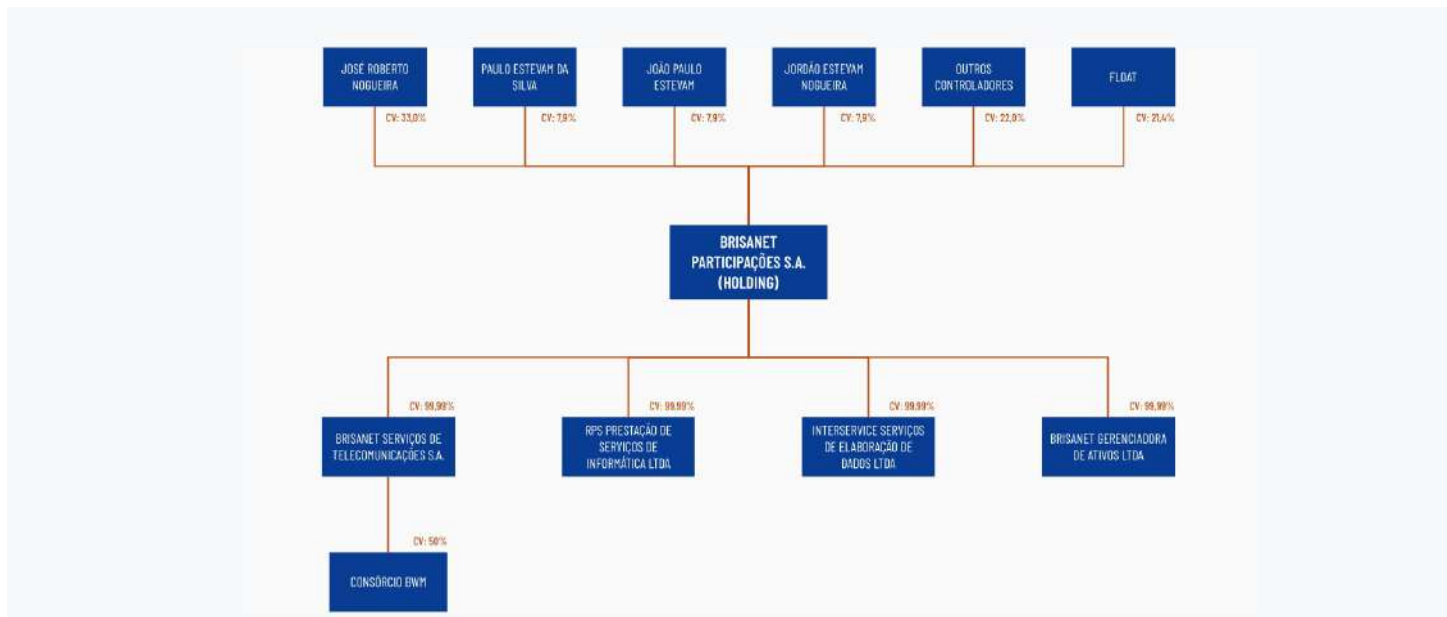 JOSÉ ROBERTO
NOGUEIRA
PAULO ESTEVAM DA
SILVA
JOÃO PAULO
ESTEVAM
JORDÃO ESTEVAM
NOGUEIRA
OUTROS
CONTROLADORES
FLOAT
CV: 33,0%
CV: 7,9%
CV: 7,9%
CV: 7,9%
CV: 22,0%
CV: 21,4%
BRISANET
PARTICIPAÇÕES S.A.
(HOLDING)
CV: 99,99%
CV: 99,99%
CV: 99,99%
CV: 99,99%
BRISANET SERVIÇOS DE
TELECOMUNICAÇÕES S.A.
RPS PRESTAÇÃO DE
SERVIÇOS DE
INFORMÁTICA LTDA
INTERSERVICE SERVIÇOS
DE ELABORAÇÃO DE
DADOS LTDA
BRISANET GERENCIADORA
DE ATIVOS LTDA
CV: 50%
CONSÓRCIO BWM